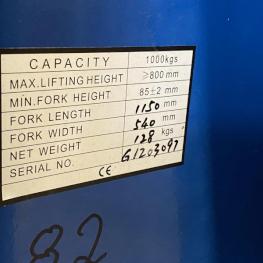 CAPACITY 1000kgs
MAX.LIFTING HEIGHT ≥800 mm
MIN.FORK HEIGHT 85±2 mm
FORK LENGTH 1150 mm
FORK WIDTH 540 mm
NET WEIGHT 128 kgs
SERIAL NO. G1203097
CE
82